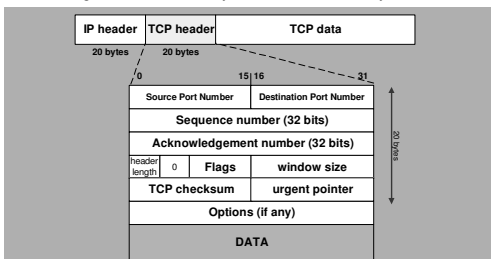 IP header TCP header TCP data
20 bytes 20 bytes
0 15 16 31
Source Port Number Destination Port Number
Sequence number (32 bits)
Acknowledgement number (32 bits)
header length 0 Flags window size
TCP checksum urgent pointer
20 bytes
Options (if any)
DATA